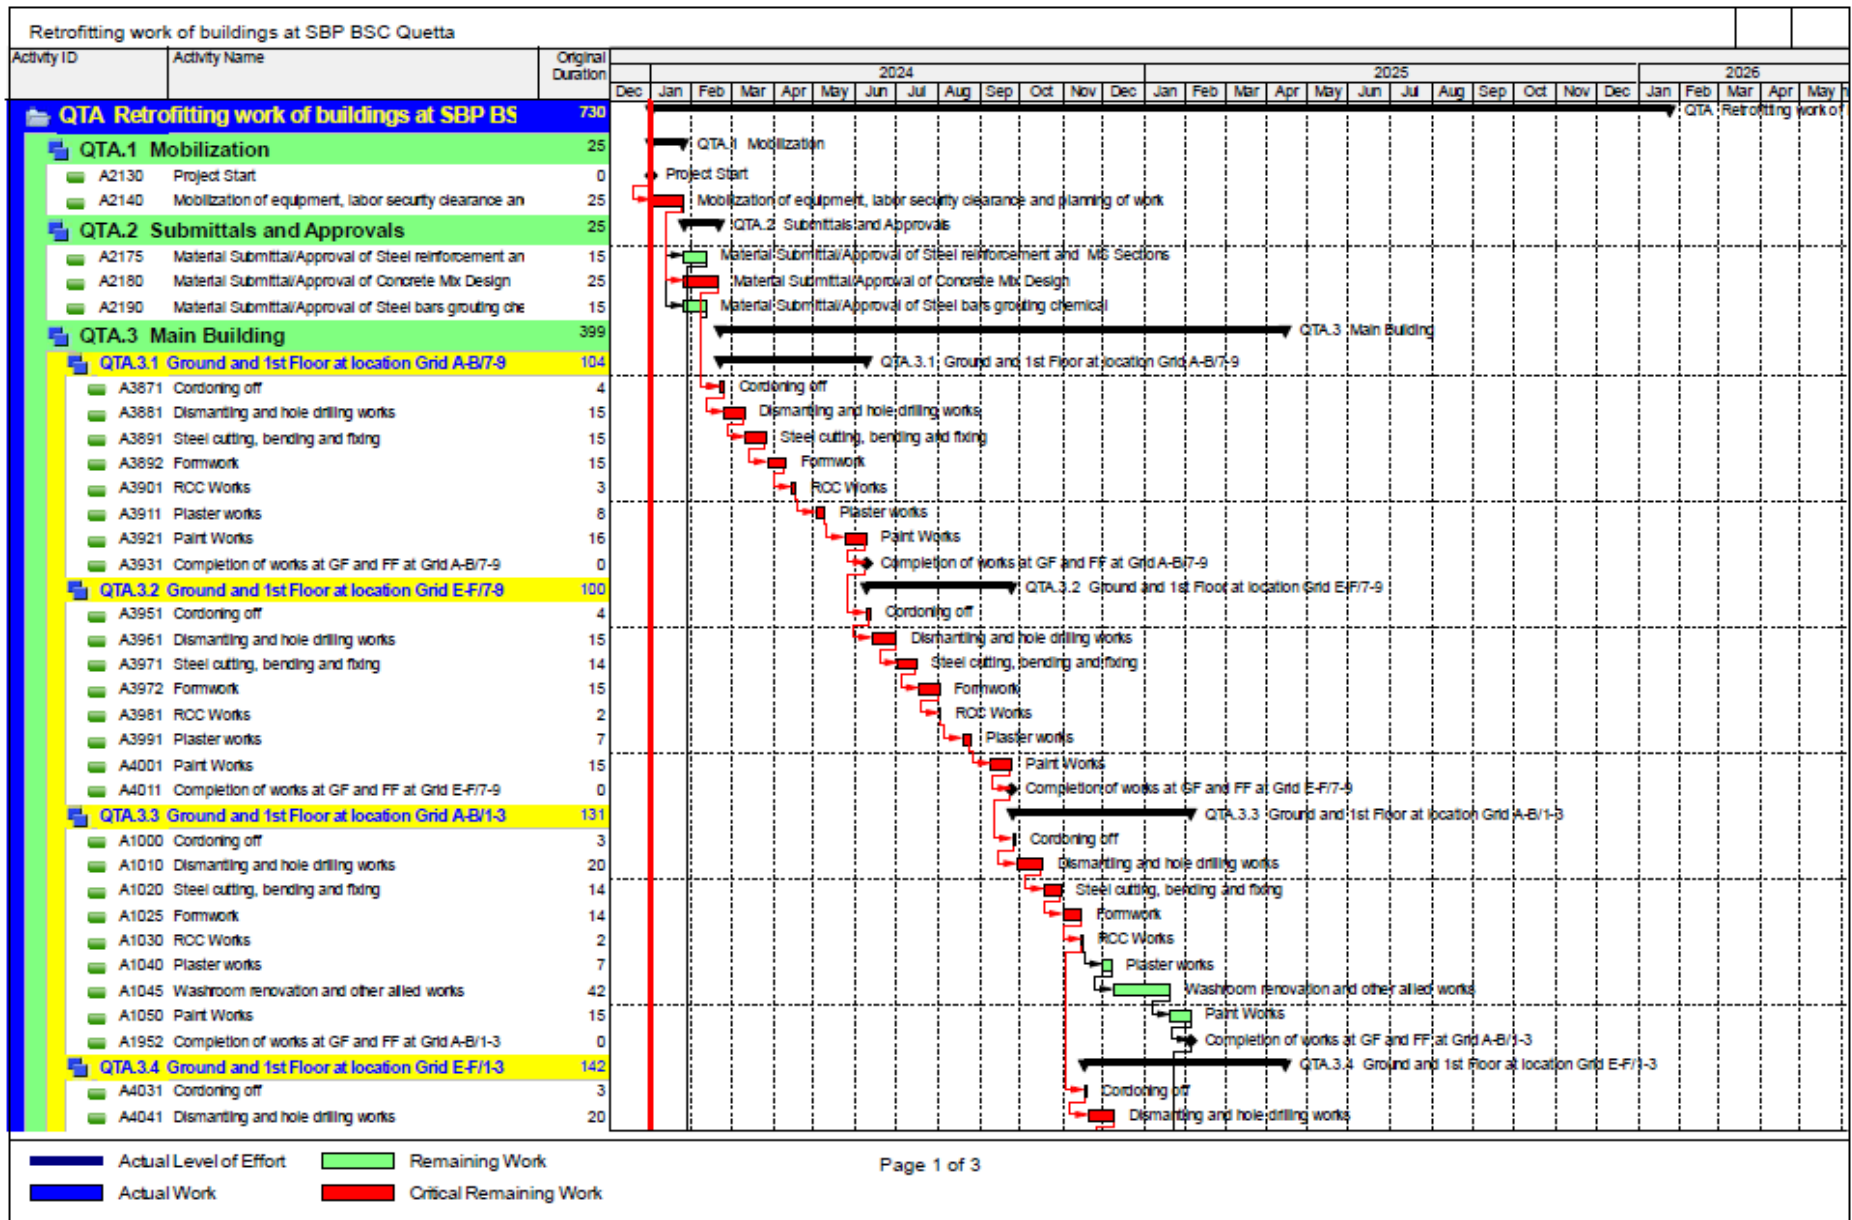 Retrofitting work of buildings at SBP BSC Quetta
Activity ID Activity Name Original Duration
2024 2025 2026
Dec Jan Feb Mar Apr May Jun Jul Aug Sep Oct Nov Dec Jan Feb Mar Apr May Jun Jul Aug Sep Oct Nov Dec Jan Feb Mar Apr May
QTA Retrofitting work of buildings at SBP BS 730 QTA Retrofitting work of
QTA.1 Mobilization 25 QTA.1 Mobilization
A2130 Project Start 0 Project Start
A2140 Mobilization of equipment, labor security clearance an 25 Mobilization of equipment, labor security clearance and planning of work
QTA.2 Submittals and Approvals 25 QTA.2 Submittals and Approvals
A2175 Material Submittal/Approval of Steel reinforcement an 15 Material Submittal/Approval of Steel reinforcement and MS Sections
A2180 Material Submittal/Approval of Concrete Mix Design 25 Material Submittal/Approval of Concrete Mix Design
A2190 Material Submittal/Approval of Steel bars grouting che 15 Material Submittal/Approval of Steel bars grouting chemical
QTA.3 Main Building 399 QTA.3 Main Building
QTA.3.1 Ground and 1st Floor at location Grid A-B/7-9 104 QTA.3.1 Ground and 1st Floor at location Grid A-B/7-9
A3871 Cordoning off 4 Cordoning off
A3881 Dismantling and hole drilling works 15 Dismantling and hole drilling works
A3891 Steel cutting, bending and fixing 15 Steel cutting, bending and fixing
A3892 Formwork 15 Formwork
A3901 RCC Works 3 RCC Works
A3911 Plaster works 8 Plaster works
A3921 Paint Works 16 Paint Works
A3931 Completion of works at GF and FF at Grid A-B/7-9 0 Completion of works at GF and FF at Grid A-B/7-9
QTA.3.2 Ground and 1st Floor at location Grid E-F/7-9 100 QTA.3.2 Ground and 1st Floor at location Grid E-F/7-9
A3951 Cordoning off 4 Cordoning off
A3961 Dismantling and hole drilling works 15 Dismantling and hole drilling works
A3971 Steel cutting, bending and fixing 14 Steel cutting, bending and fixing
A3972 Formwork 15 Formwork
A3981 RCC Works 2 RCC Works
A3991 Plaster works 7 Plaster works
A4001 Paint Works 15 Paint Works
A4011 Completion of works at GF and FF at Grid E-F/7-9 0 Completion of works at GF and FF at Grid E-F/7-9
QTA.3.3 Ground and 1st Floor at location Grid A-B/1-3 131 QTA.3.3 Ground and 1st Floor at location Grid A-B/1-3
A1000 Cordoning off 3 Cordoning off
A1010 Dismantling and hole drilling works 20 Dismantling and hole drilling works
A1020 Steel cutting, bending and fixing 14 Steel cutting, bending and fixing
A1025 Formwork 14 Formwork
A1030 RCC Works 2 RCC Works
A1040 Plaster works 7 Plaster works
A1045 Washroom renovation and other allied works 42 Washroom renovation and other allied works
A1050 Paint Works 15 Paint Works
A1952 Completion of works at GF and FF at Grid A-B/1-3 0 Completion of works at GF and FF at Grid A-B/1-3
QTA.3.4 Ground and 1st Floor at location Grid E-F/1-3 142 QTA.3.4 Ground and 1st Floor at location Grid E-F/1-3
A4031 Cordoning off 3 Cordoning off
A4041 Dismantling and hole drilling works 20 Dismantling and hole drilling works
Actual Level of Effort Remaining Work Page 1 of 3
Actual Work Critical Remaining Work